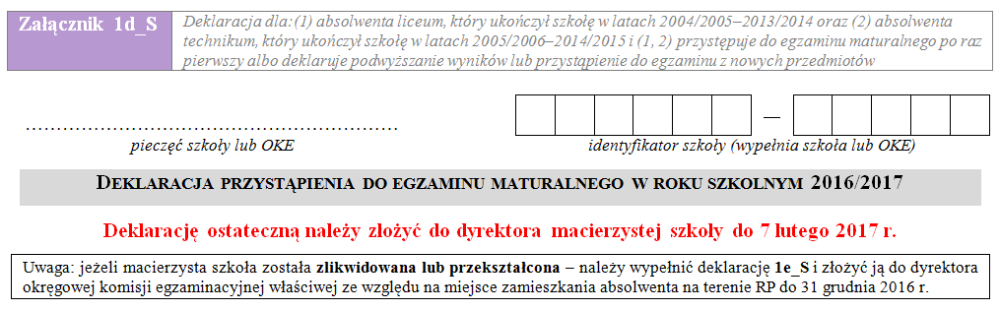 Załącznik 1d_S
Deklaracja dla: (1) absolwenta liceum, który ukończył szkołę w latach 2004/2005–2013/2014 oraz (2) absolwenta
technikum, który ukończył szkołę w latach 2005/2006–2014/2015 i (1, 2) przystępuje do egzaminu maturalnego po raz
pierwszy albo deklaruje podwyższanie wyników lub przystąpienie do egzaminu z nowych przedmiotów
…………………………………………………… –
pieczęć szkoły lub OKE identyfikator szkoły (wypełnia szkoła lub OKE)
DEKLARACJA PRZYSTĄPIENIA DO EGZAMINU MATURALNEGO W ROKU SZKOLNYM 2016/2017
Deklarację ostateczną należy złożyć do dyrektora macierzystej szkoły do 7 lutego 2017 r.
Uwaga: jeżeli macierzysta szkoła została zlikwidowana lub przekształcona – należy wypełnić deklarację 1e_S i złożyć ją do dyrektora
okręgowej komisji egzaminacyjnej właściwej ze względu na miejsce zamieszkania absolwenta na terenie RP do 31 grudnia 2016 r.